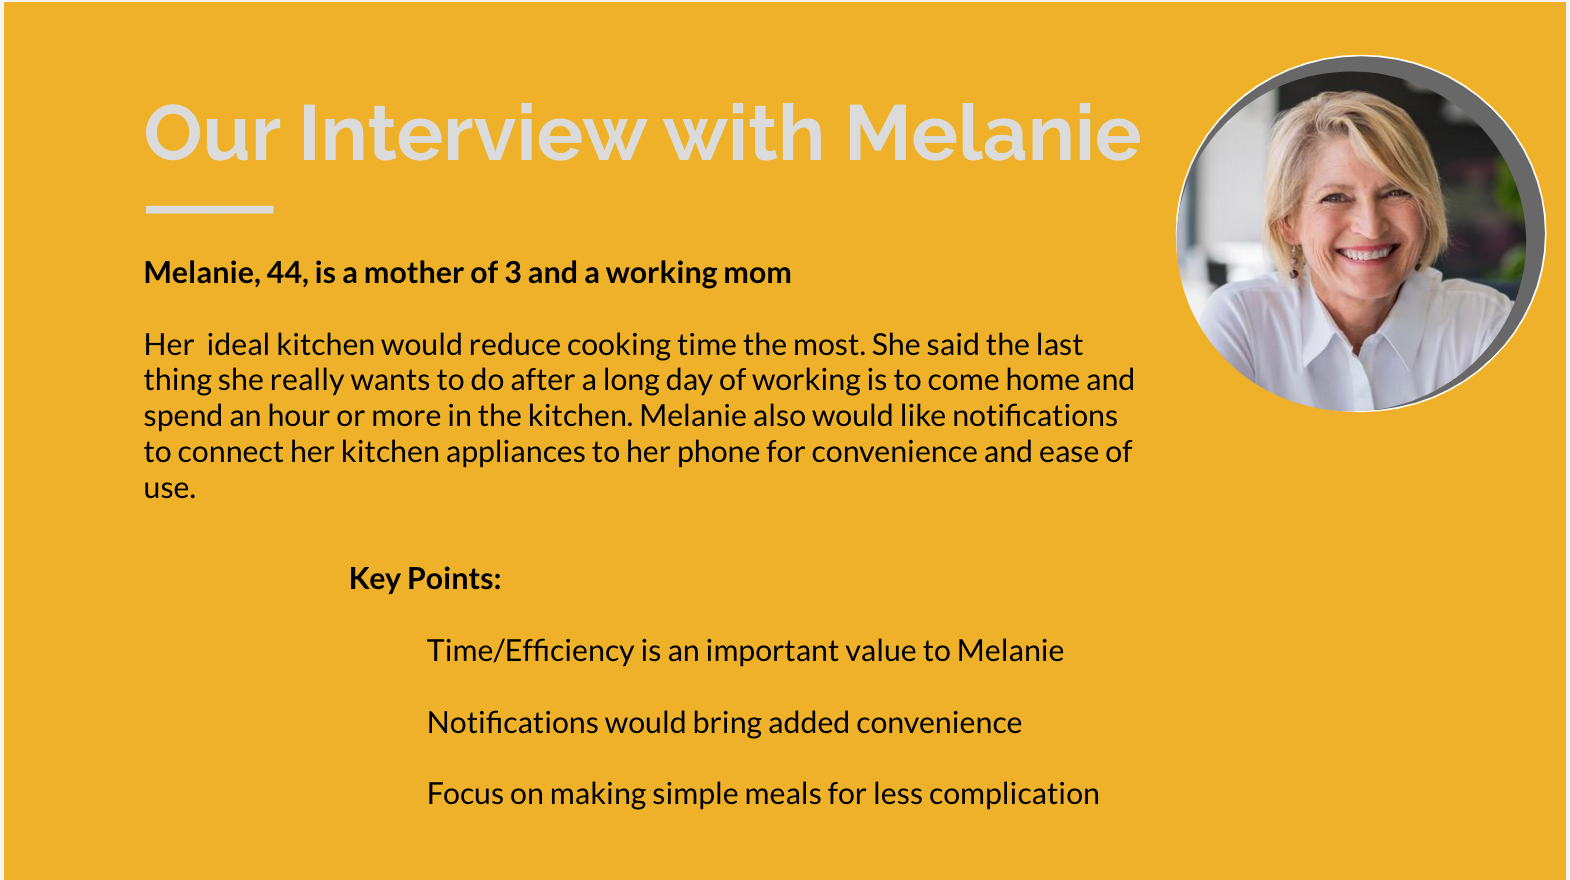 Our Interview with Melanie
Melanie, 44, is a mother of 3 and a working mom
Her  ideal kitchen would reduce cooking time the most. She said the last
thing she really wants to do after a long day of working is to come home and
spend an hour or more in the kitchen. Melanie also would like notifications
to connect her kitchen appliances to her phone for convenience and ease of
use.
Key Points:
Time/Efficiency is an important value to Melanie
Notifications would bring added convenience
Focus on making simple meals for less complication